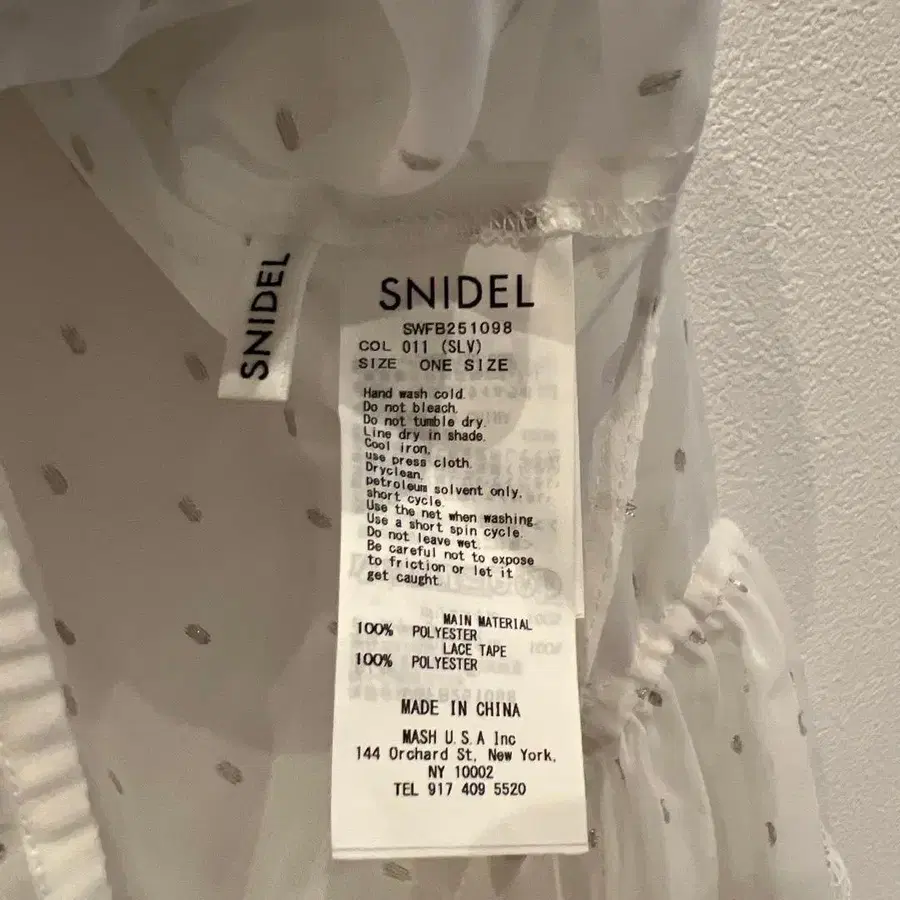 SNIDEL
SNIDEL
SWFB251098
COL 011 (SLV)
SIZE ONE SIZE
Hand wash cold.
Do not bleach.
Do not tumble dry.
Line dry in shade.
Cool iron,
use press cloth.
Dryclean,
petroleum solvent only,
short cycle.
Use the net when washing.
Use a short spin cycle.
Do not leave wet.
Be careful not to expose
to friction or let it
get caught.
MAIN MATERIAL
100% POLYESTER
LACE TAPE
100% POLYESTER
MADE IN CHINA
MASH U.S.A Inc
144 Orchard St, New York,
NY 10002
TEL 917 409 5520